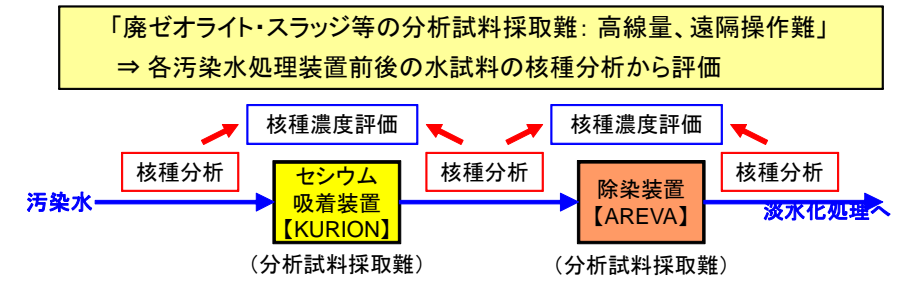 「廃ゼオライト・スラッジ等の分析試料採取難: 高線量、遠隔操作難」
⇒ 各汚染水処理装置前後の水試料の核種分析から評価
核種濃度評価
核種濃度評価
核種分析
核種分析
核種分析
汚染水
セシウム
吸着装置
【KURION】
除染装置
【AREVA】
淡水化処理へ
（分析試料採取難）
（分析試料採取難）